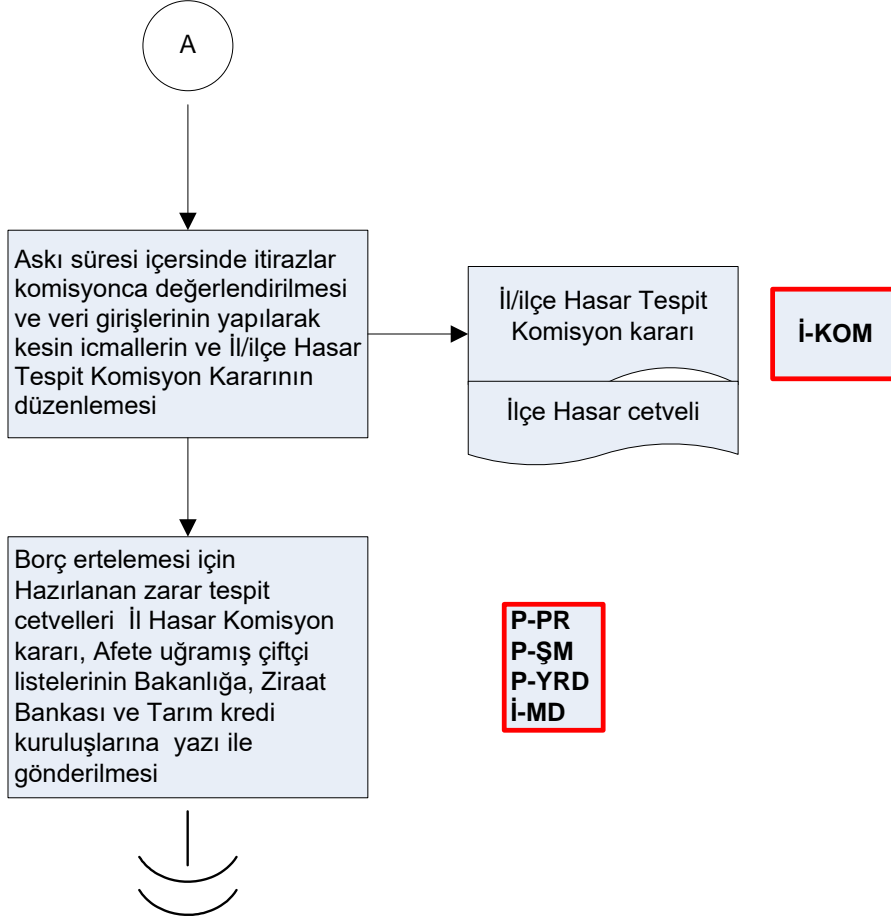 A
Askı süresi içersinde itirazlar
komisyonca değerlendirilmesi
ve veri girişlerinin yapılarak
kesin icmallerin ve İl/ilçe Hasar
Tespit Komisyon Kararının
düzenlemesi
İl/ilçe Hasar Tespit
Komisyon kararı
İlçe Hasar cetveli
İ-KOM
Borç ertelemesi için
Hazırlanan zarar tespit
cetvelleri  İl Hasar Komisyon
kararı, Afete uğramış çiftçi
listelerinin Bakanlığa, Ziraat
Bankası ve Tarım kredi
kuruluşlarına  yazı ile
gönderilmesi
P-PR
P-ŞM
P-YRD
İ-MD